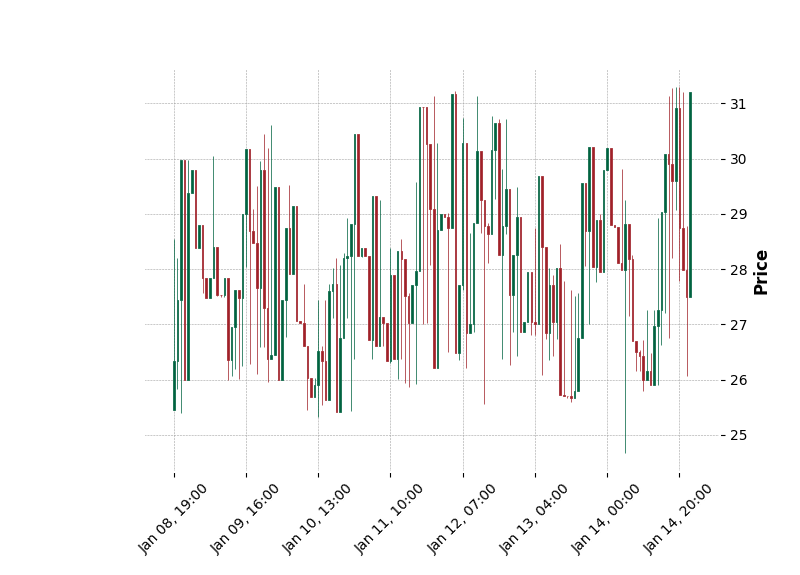 31
30
29
28
27
26
25
Price
Jan 08, 19:00
Jan 09, 16:00
Jan 10, 13:00
Jan 11, 10:00
Jan 12, 07:00
Jan 13, 04:00
Jan 14, 00:00
Jan 14, 20:00